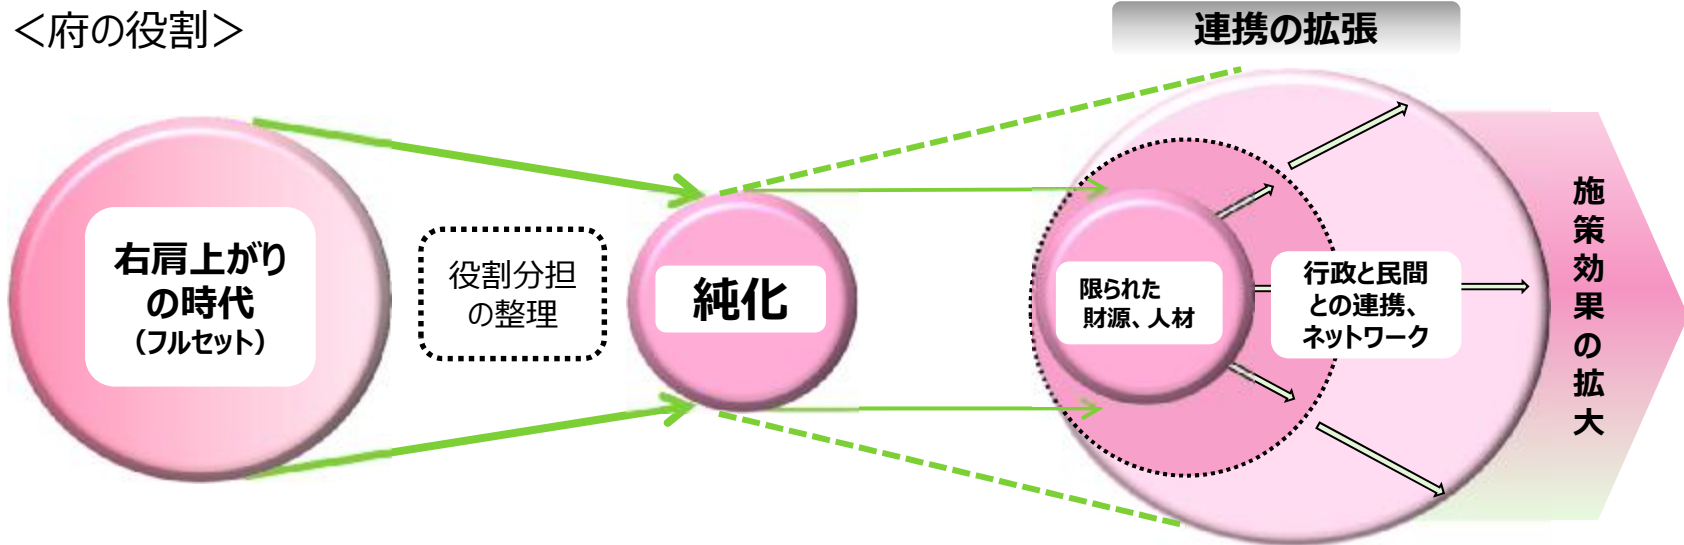 ＜府の役割＞
連携の拡張
右肩上がり
の時代
（フルセット）
役割分担
の整理
純化
限られた
財源、人材
行政と民間
との連携、
ネットワーク
施策効果の拡大